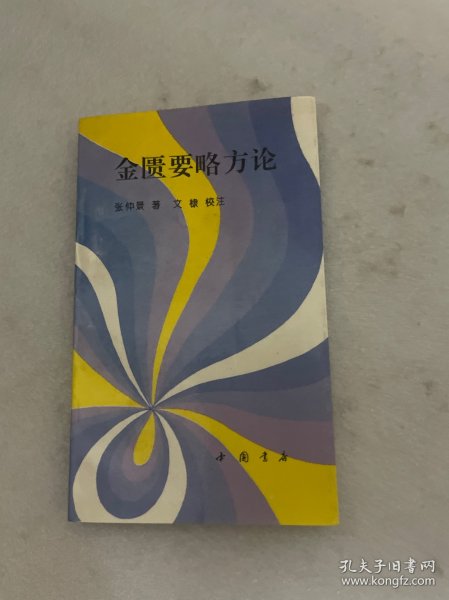 金匮要略方论
张仲景 著 文棣 校注
中国书店
孔夫子旧书网
www.kongfz.com